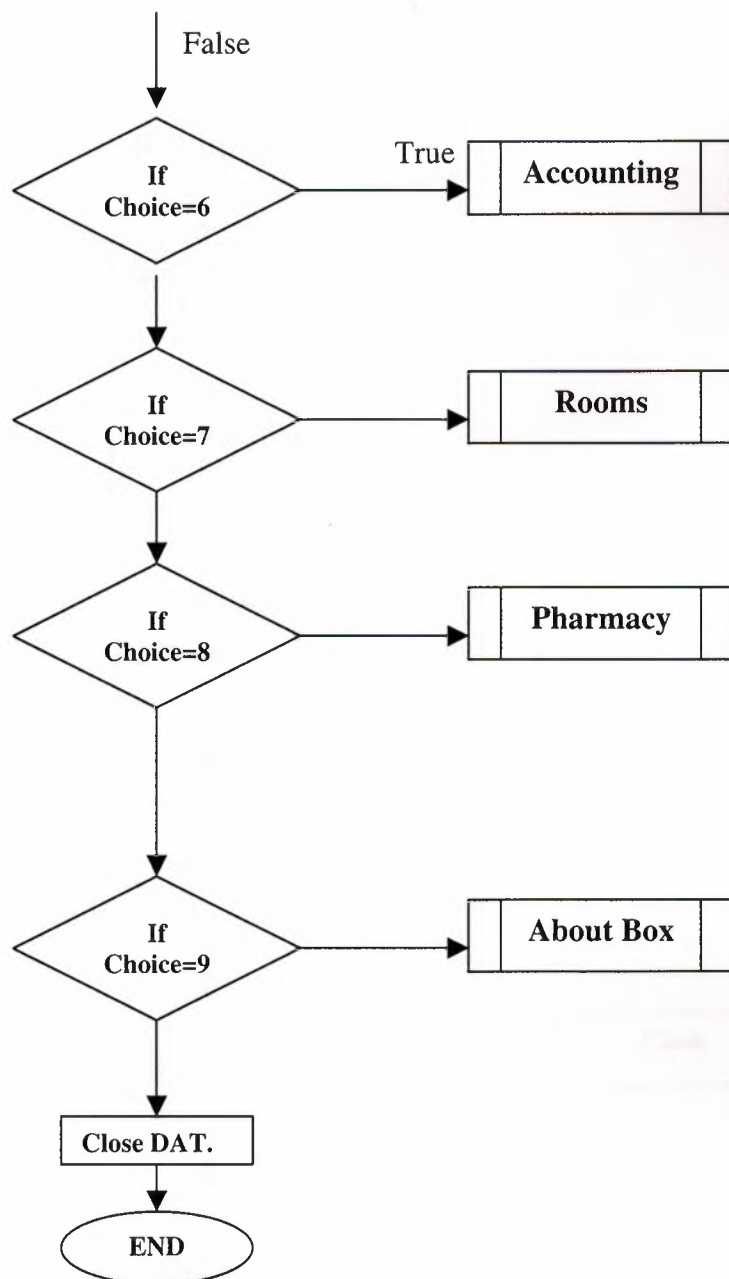 False
If
Choice=6
True
Accounting
If
Choice=7
Rooms
If
Choice=8
Pharmacy
If
Choice=9
About Box
Close DAT.
END